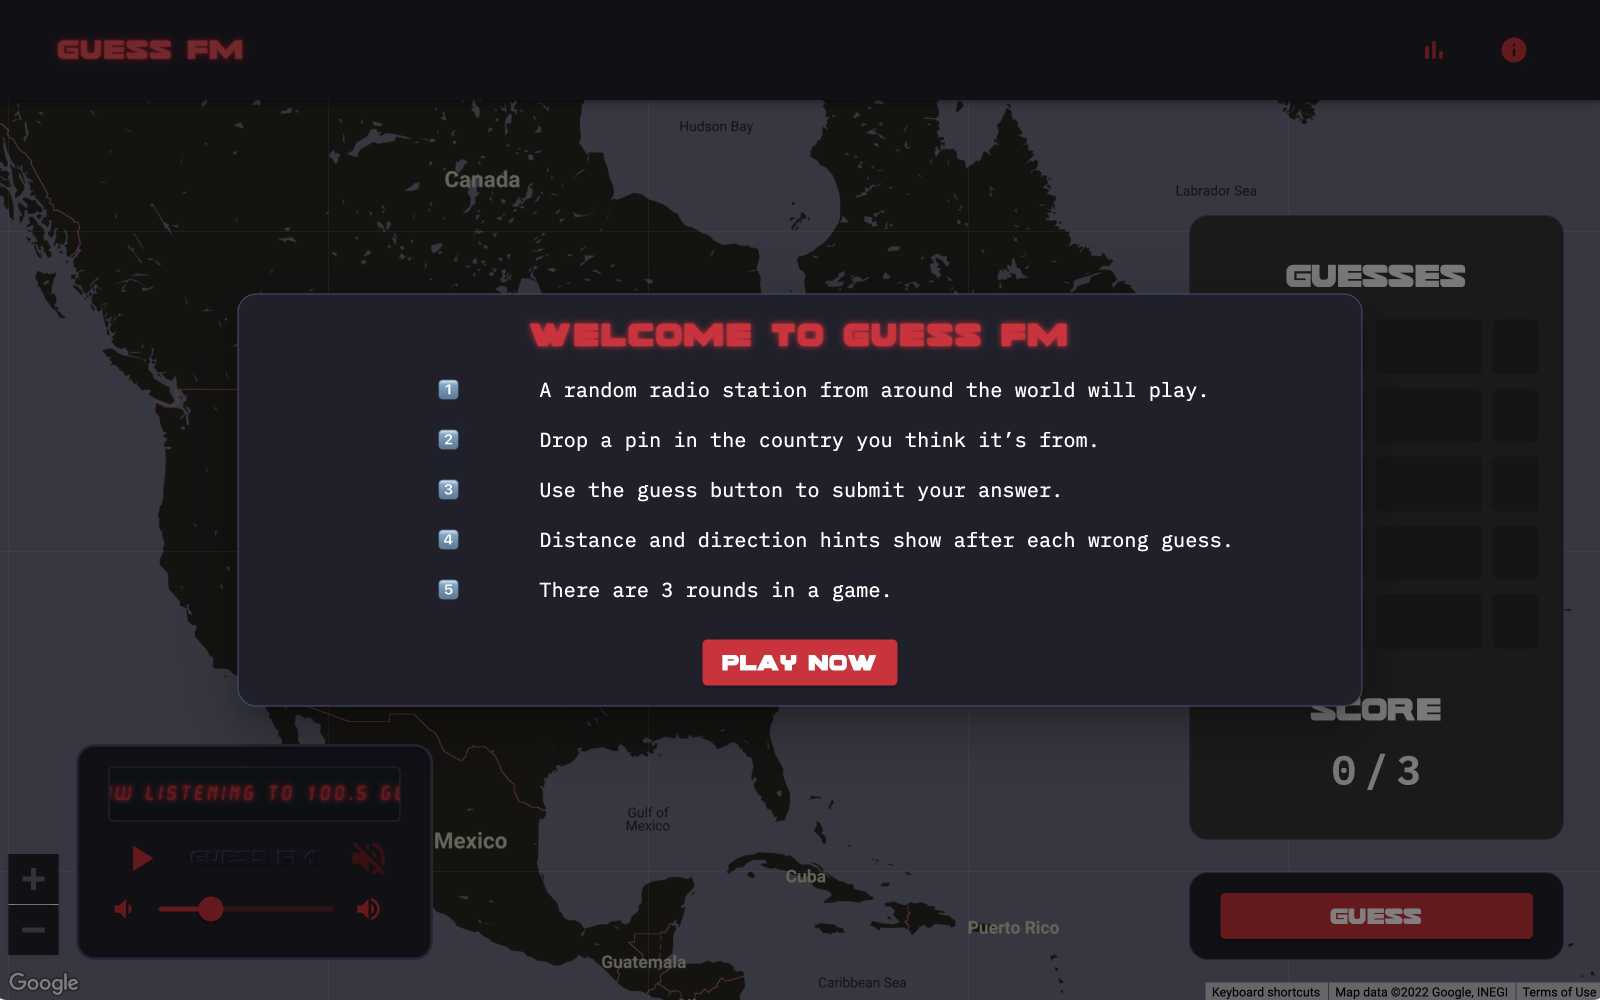 GUESS FM
Hudson Bay
Canada
Labrador Sea
GUESSES
WELCOME TO GUESS FM
1 A random radio station from around the world will play.
2 Drop a pin in the country you think it’s from.
3 Use the guess button to submit your answer.
4 Distance and direction hints show after each wrong guess.
5 There are 3 rounds in a game.
PLAY NOW
SCORE
0 / 3
LISTENING TO 100.5
GUESS FM
Gulf of
Mexico
Mexico
Cuba
Puerto Rico
Guatemala
Caribbean Sea
GUESS
Google
Keyboard shortcuts
Map data ©2022 Google, INEGI
Terms of Use